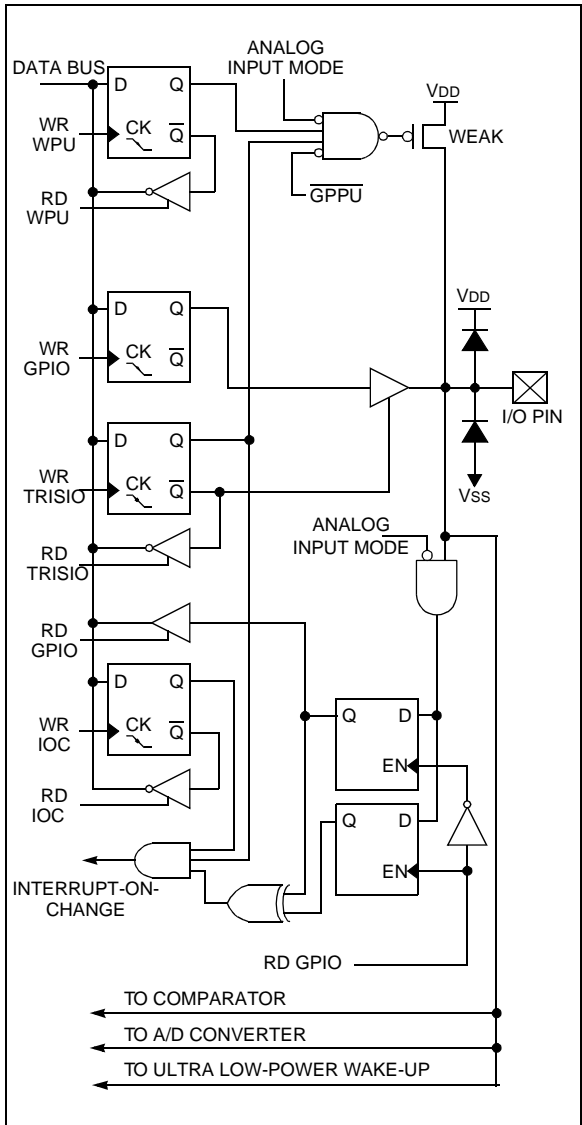 ANALOG
INPUT MODE
DATA BUS
D Q
VDD
WR
WPU
CK Q̅
WEAK
RD
WPU
G̅P̅P̅U̅
D Q
VDD
WR
GPIO
CK Q̅
I/O PIN
D Q
WR
TRISIO
CK Q̅
VSS
ANALOG
INPUT MODE
RD
TRISIO
RD
GPIO
D Q
Q D
WR
IOC
CK Q̅
EN
RD
IOC
Q D
EN
INTERRUPT-ON-
CHANGE
RD GPIO
TO COMPARATOR
TO A/D CONVERTER
TO ULTRA LOW-POWER WAKE-UP